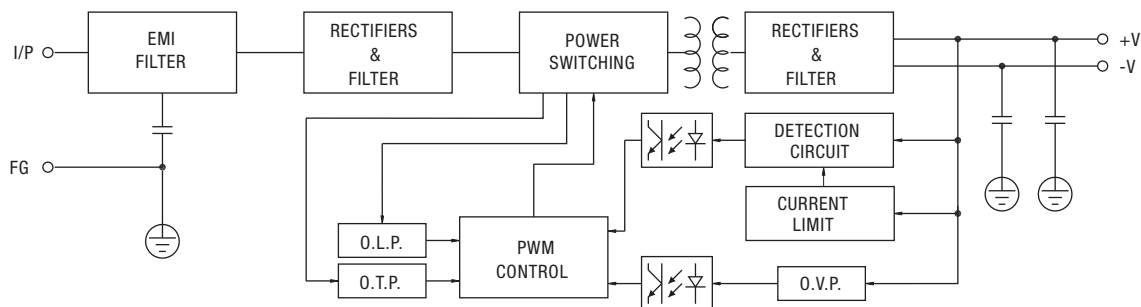 I/P
EMI
FILTER
RECTIFIERS
&
FILTER
POWER
SWITCHING
RECTIFIERS
&
FILTER
+V
-V
FG
DETECTION
CIRCUIT
CURRENT
LIMIT
O.L.P.
O.T.P.
PWM
CONTROL
O.V.P.